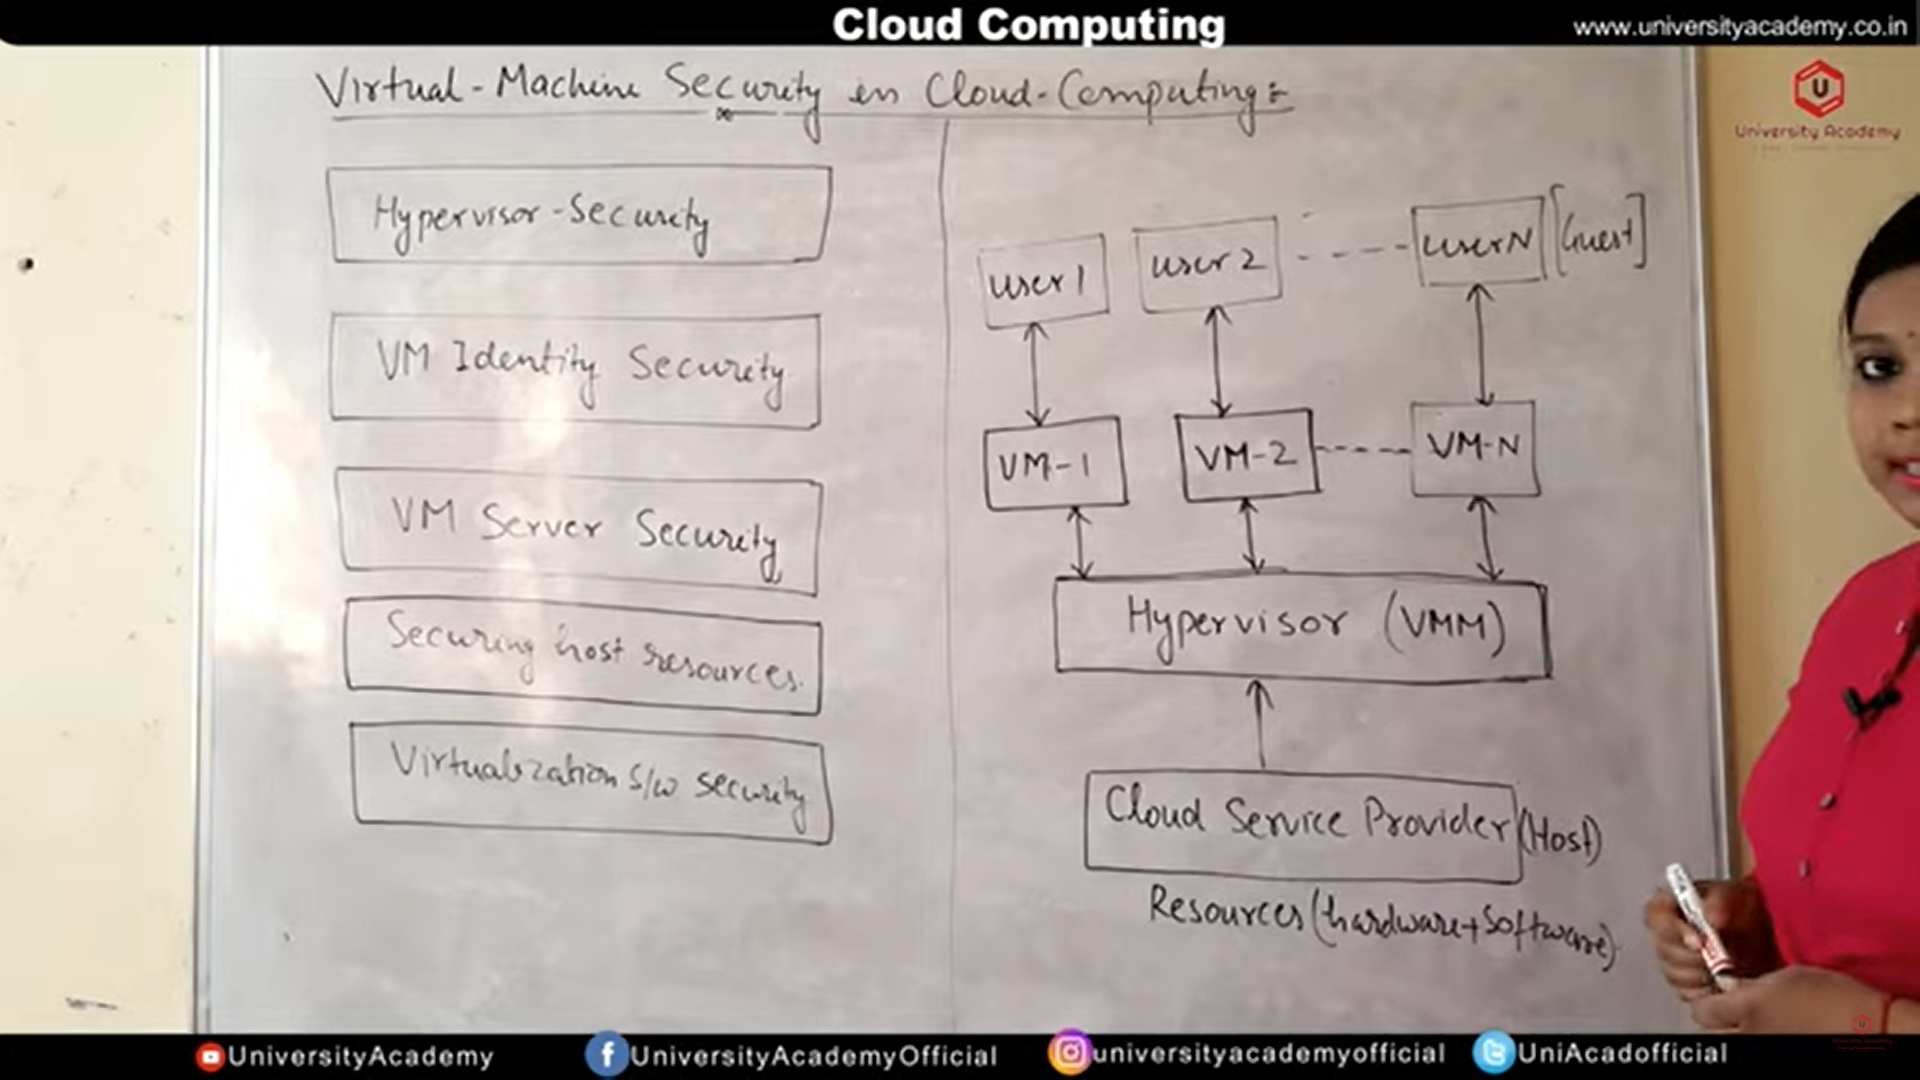 Cloud Computing
www.universityacademy.co.in
University Academy
Virtual-Machine Security in Cloud-Computing:-
Hypervisor-Security
VM Identity Security
VM Server Security
Securing host resources.
Virtualization S/W Security
user 1
user 2
user N
[Guest]
VM-1
VM-2
VM-N
Hypervisor (VMM)
Cloud Service Provider (Host)
Resources (hardware+Software).
UniversityAcademy
UniversityAcademyOfficial
universityacademyofficial
UniAcadofficial